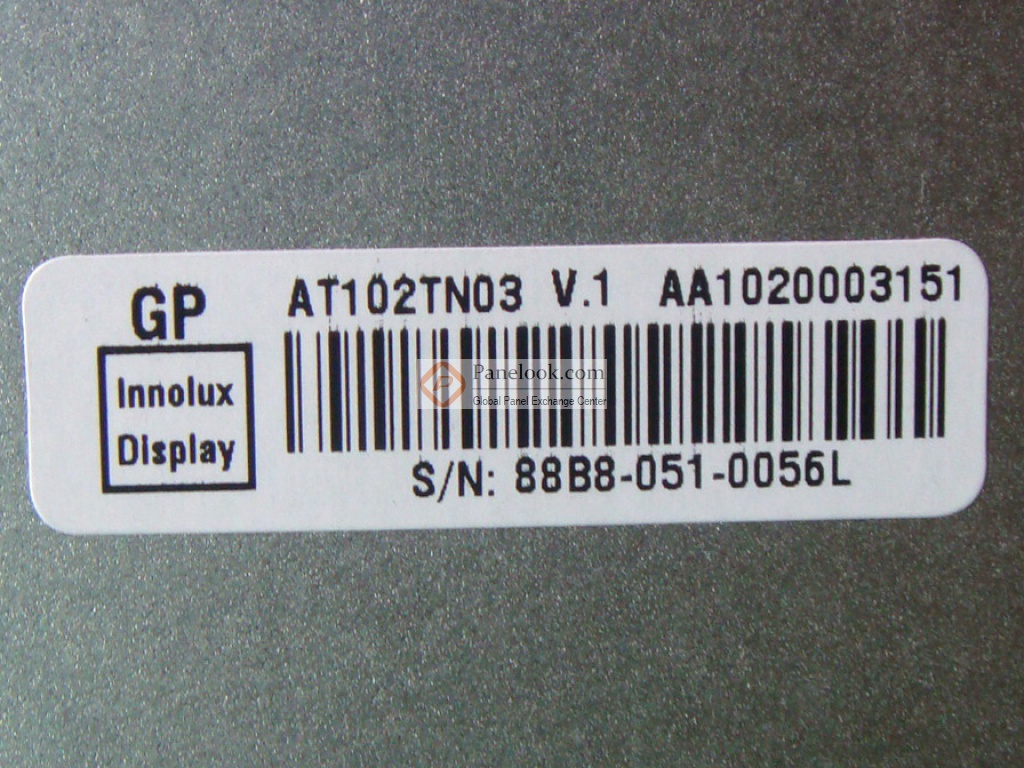 GP
AT102TN03 V.1 AA1020003151
Innolux
Display
Panelook.com
Global Panel Exchange Center
S/N: 88B8-051-0056L